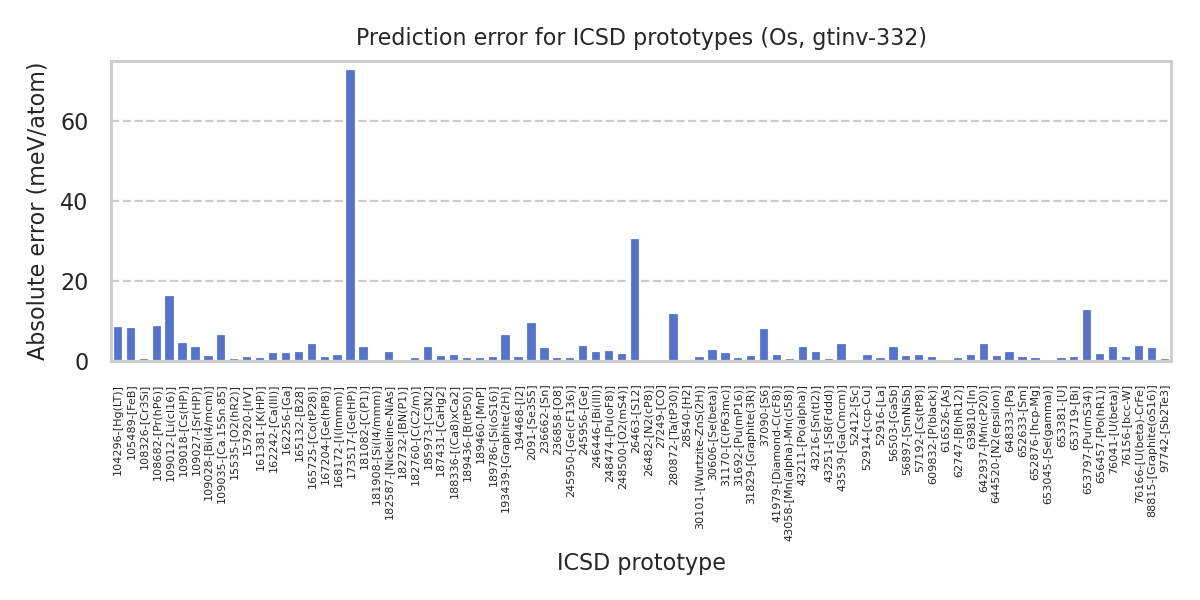 Prediction error for ICSD prototypes (Os, gtinv-332)
Absolute error (meV/atom)
60
40
20
0
104296-[Hg(LT)]
105489-[FeB]
108326-[Cr3Si]
108682-[Pr(hP6)]
109012-[Li(cI16)]
109018-[Cs(HP)]
109027-[Sr(HP)]
109028-[Bi(I4/mcm)]
109035-[Ca.15Sn.85]
15535-[O2(hR2)]
157920-[IrV]
161381-[K(HP)]
162242-[Ca(III)]
162256-[Ga]
165132-[B28]
165725-[Co(tP28)]
167204-[Ge(hP8)]
168172-[I(Immm)]
173517-[Ge(HP)]
181082-[C(P1)]
181908-[Si(I4/mmm)]
182587-[Nickeline-NiAs]
182732-[BN(P1)]
182760-[C(C2/m)]
185973-[C3N2]
187431-[CaHg2]
188336-[(Ca8)xCa2]
189436-[B(tP50)]
189460-[MnP]
189786-[Si(oS16)]
193439-[Graphite(2H)]
194468-[I2]
2091-[Se3S5]
236662-[Sn]
236858-[O8]
245950-[Ge(cF136)]
245956-[Ge]
246446-[Bi(III)]
248474-[Pu(oF8)]
248500-[O2(mS4)]
26463-[S12]
26482-[N2(cP8)]
27249-[CO]
280872-[Ta(tP30)]
28540-[H2]
30101-[Wurtzite-ZnS(2H)]
30606-[Se(beta)]
31170-[C(P63mc)]
31692-[Pu(mP16)]
31829-[Graphite(3R)]
37090-[S6]
41979-[Diamond-C(cF8)]
43058-[Mn(alpha)-Mn(cI58)]
43211-[Po(alpha)]
43216-[Sn(tI2)]
43251-[S8(Fddd)]
43539-[Ga(Cmcm)]
52412-[Sc]
52914-[ccp-Cu]
52916-[La]
56503-[GaSb]
56897-[SmNiSb]
57192-[Cs(tP8)]
609832-[P(black)]
616526-[As]
62747-[B(hR12)]
639810-[In]
642937-[Mn(cP20)]
644520-[N2(epsilon)]
648333-[Pa]
652633-[Sm]
652876-[hcp-Mg]
653045-[Se(gamma)]
653381-[U]
653719-[Bi]
653797-[Pu(mS34)]
656457-[Po(hR1)]
76041-[U(beta)]
76156-[bcc-W]
76166-[U(beta)-CrFe]
88815-[Graphite(oS16)]
97742-[Sb2Te3]
ICSD prototype